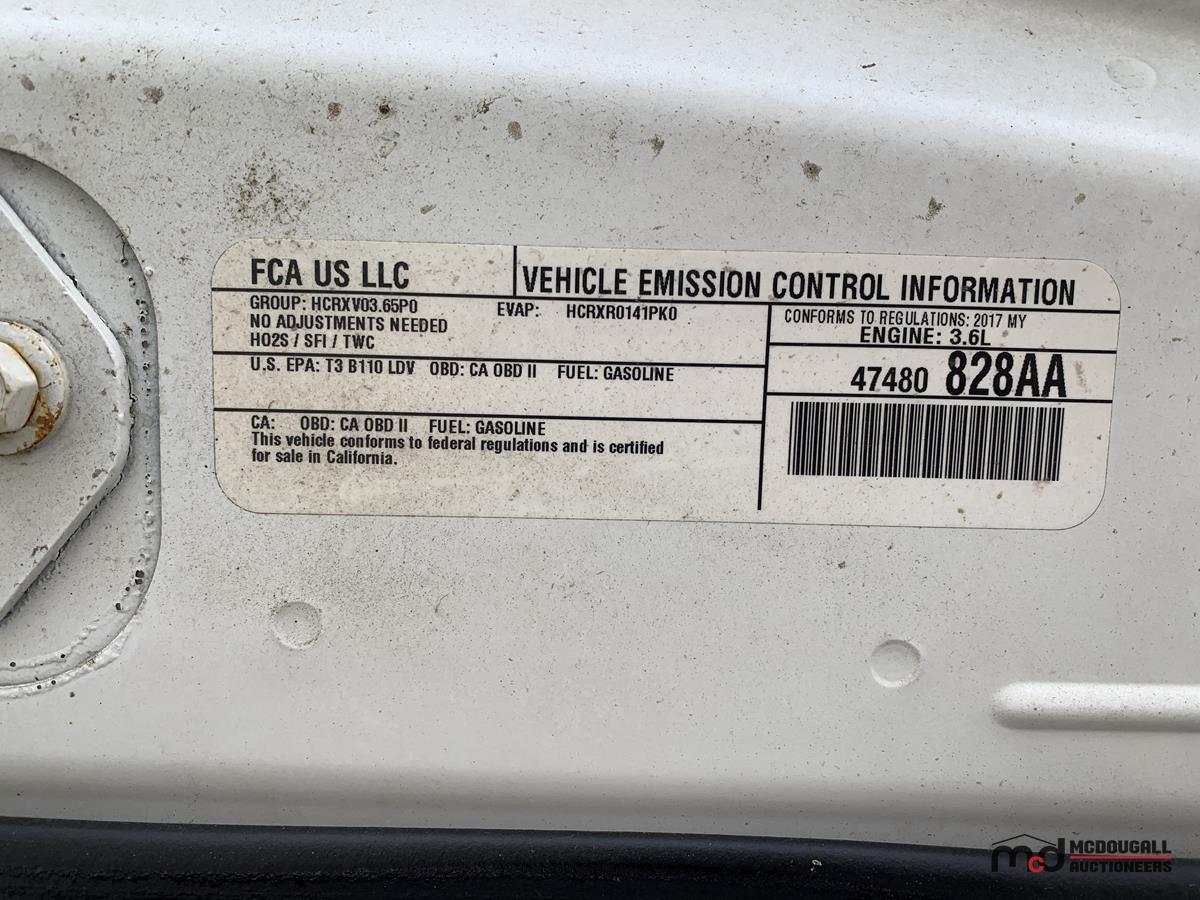 FCA US LLC
VEHICLE EMISSION CONTROL INFORMATION
GROUP: HCRXV03.65P0
EVAP: HCRXR0141PK0
NO ADJUSTMENTS NEEDED
HO2S / SFI / TWC
CONFORMS TO REGULATIONS: 2017 MY
ENGINE: 3.6L
U.S. EPA: T3 B110 LDV OBD: CA OBD II FUEL: GASOLINE
47480 828AA
CA: OBD: CA OBD II FUEL: GASOLINE
This vehicle conforms to federal regulations and is certified
for sale in California.
mcd MCDOUGALL
AUCTIONEERS